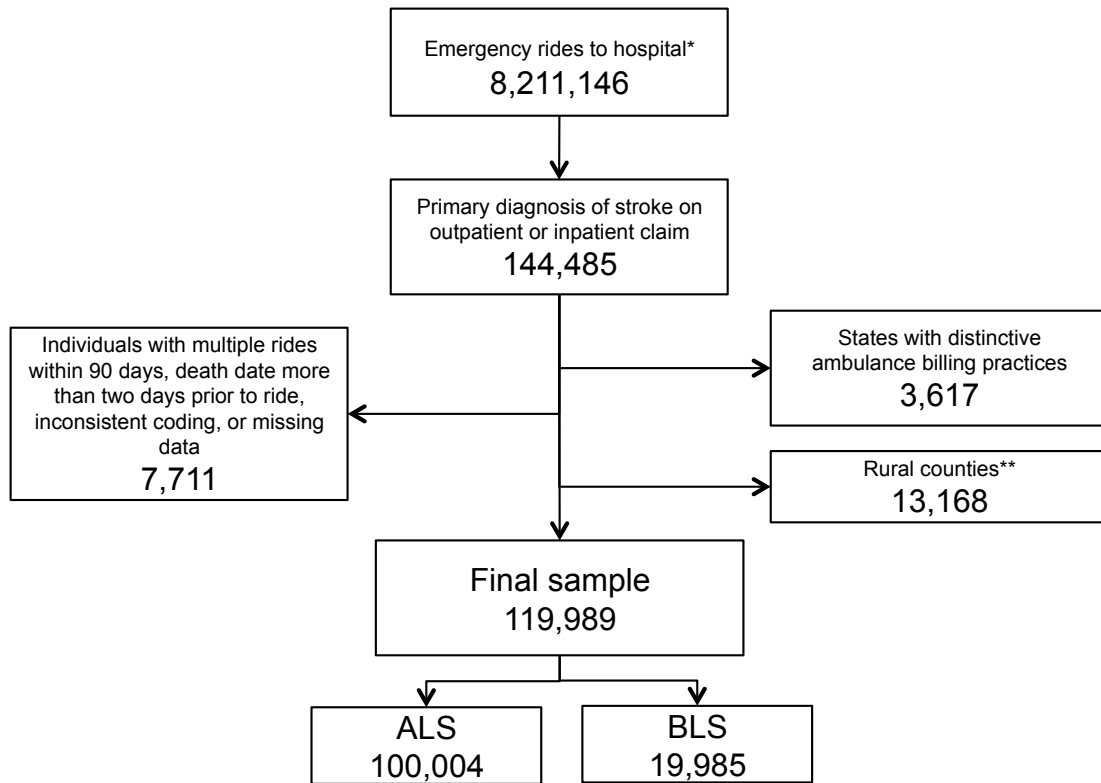 Emergency rides to hospital*
8,211,146
Primary diagnosis of stroke on
outpatient or inpatient claim
144,485
Individuals with multiple rides
within 90 days, death date more
than two days prior to ride,
inconsistent coding, or missing
data
7,711
States with distinctive
ambulance billing practices
3,617
Rural counties**
13,168
Final sample
119,989
ALS
100,004
BLS
19,985